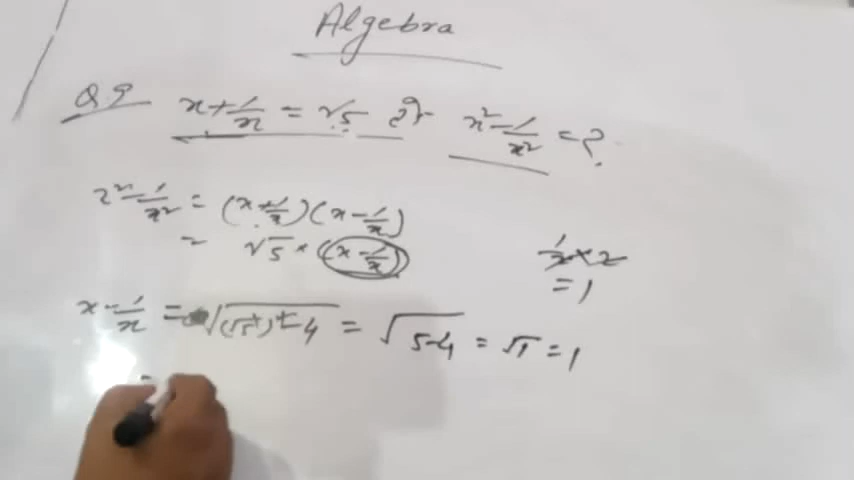 Algebra
Q 9 x + 1/x = √5 तो x² - 1/x² = ?
x² - 1/x² = (x + 1/x)(x - 1/x)
= √5 × (x - 1/x)
1/x × x
= 1
x - 1/x = √(√5)² - 4 = √5-4 = √1 = 1